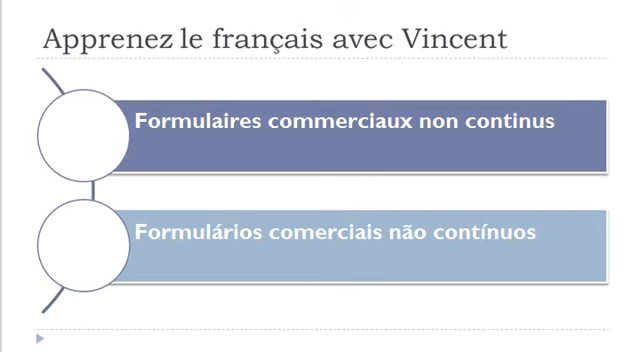 Apprenez le français avec Vincent
Formulaires commerciaux non continus
Formulários comerciais não contínuos